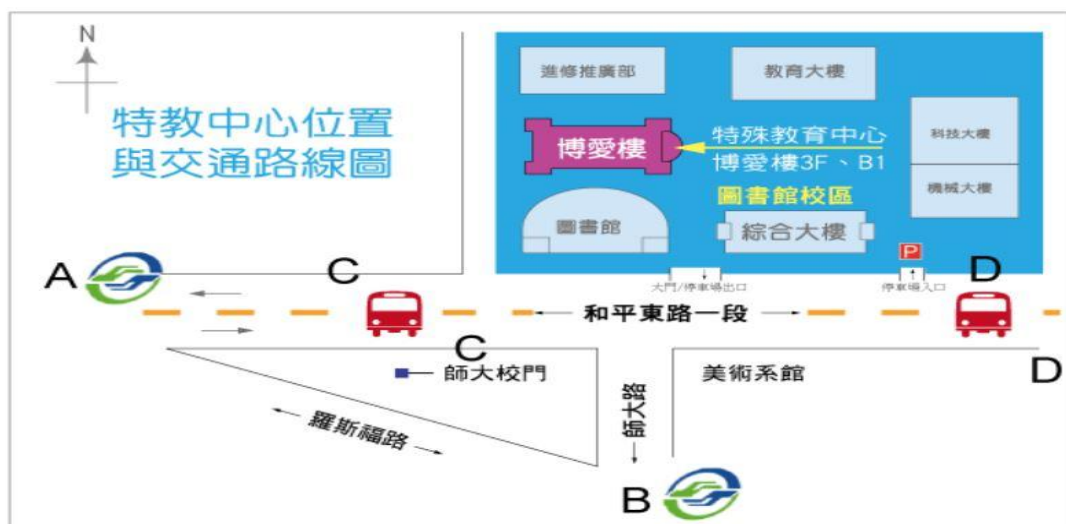 N
特教中心位置
與交通路線圖
進修推廣部
教育大樓
博愛樓
特殊教育中心
博愛樓3F、B1
科技大樓
機械大樓
圖書館校區
圖書館
綜合大樓
P
A
C
D
大門/停車場出口
停車場入口
和平東路一段
C
師大校門
美術系館
D
師大路
羅斯福路
B